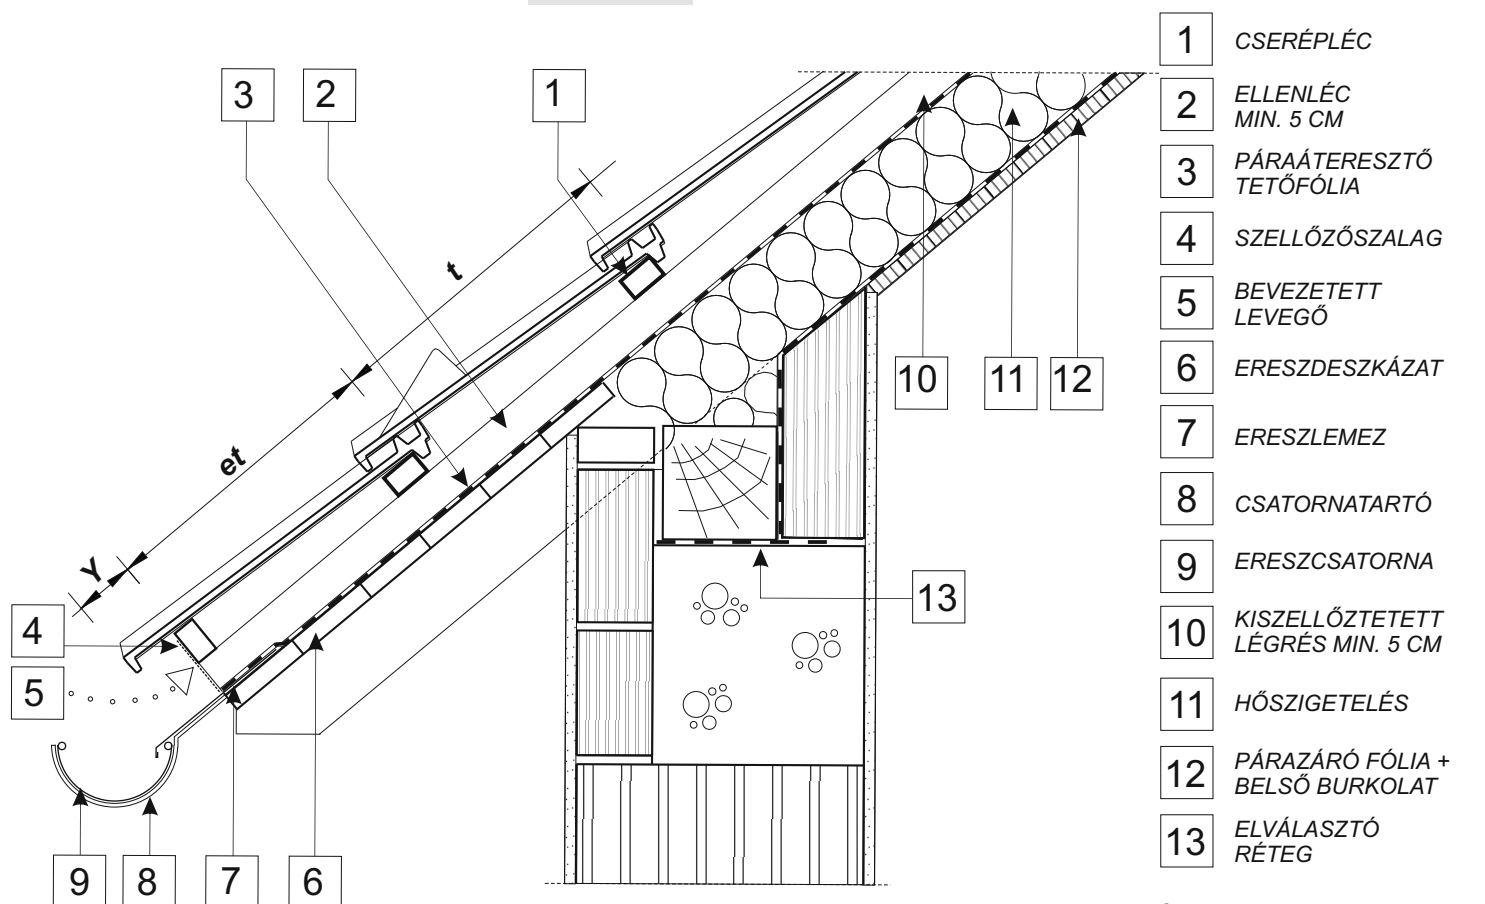 3
2
1
t
et
Y
4
5
9
8
7
6
10
11
12
13
1 CSERÉPLÉC
2 ELLENLÉC
MIN. 5 CM
3 PÁRAÁTERESZTŐ
TETŐFÓLIA
4 SZELLŐZŐSZALAG
5 BEVEZETETT
LEVEGŐ
6 ERESZDESZKÁZAT
7 ERESZLEMEZ
8 CSATORNATARTÓ
9 ERESZCSATORNA
10 KISZELLŐZTETETT
LÉGRÉS MIN. 5 CM
11 HŐSZIGETELÉS
12 PÁRAZÁRÓ FÓLIA +
BELSŐ BURKOLAT
13 ELVÁLASZTÓ
RÉTEG